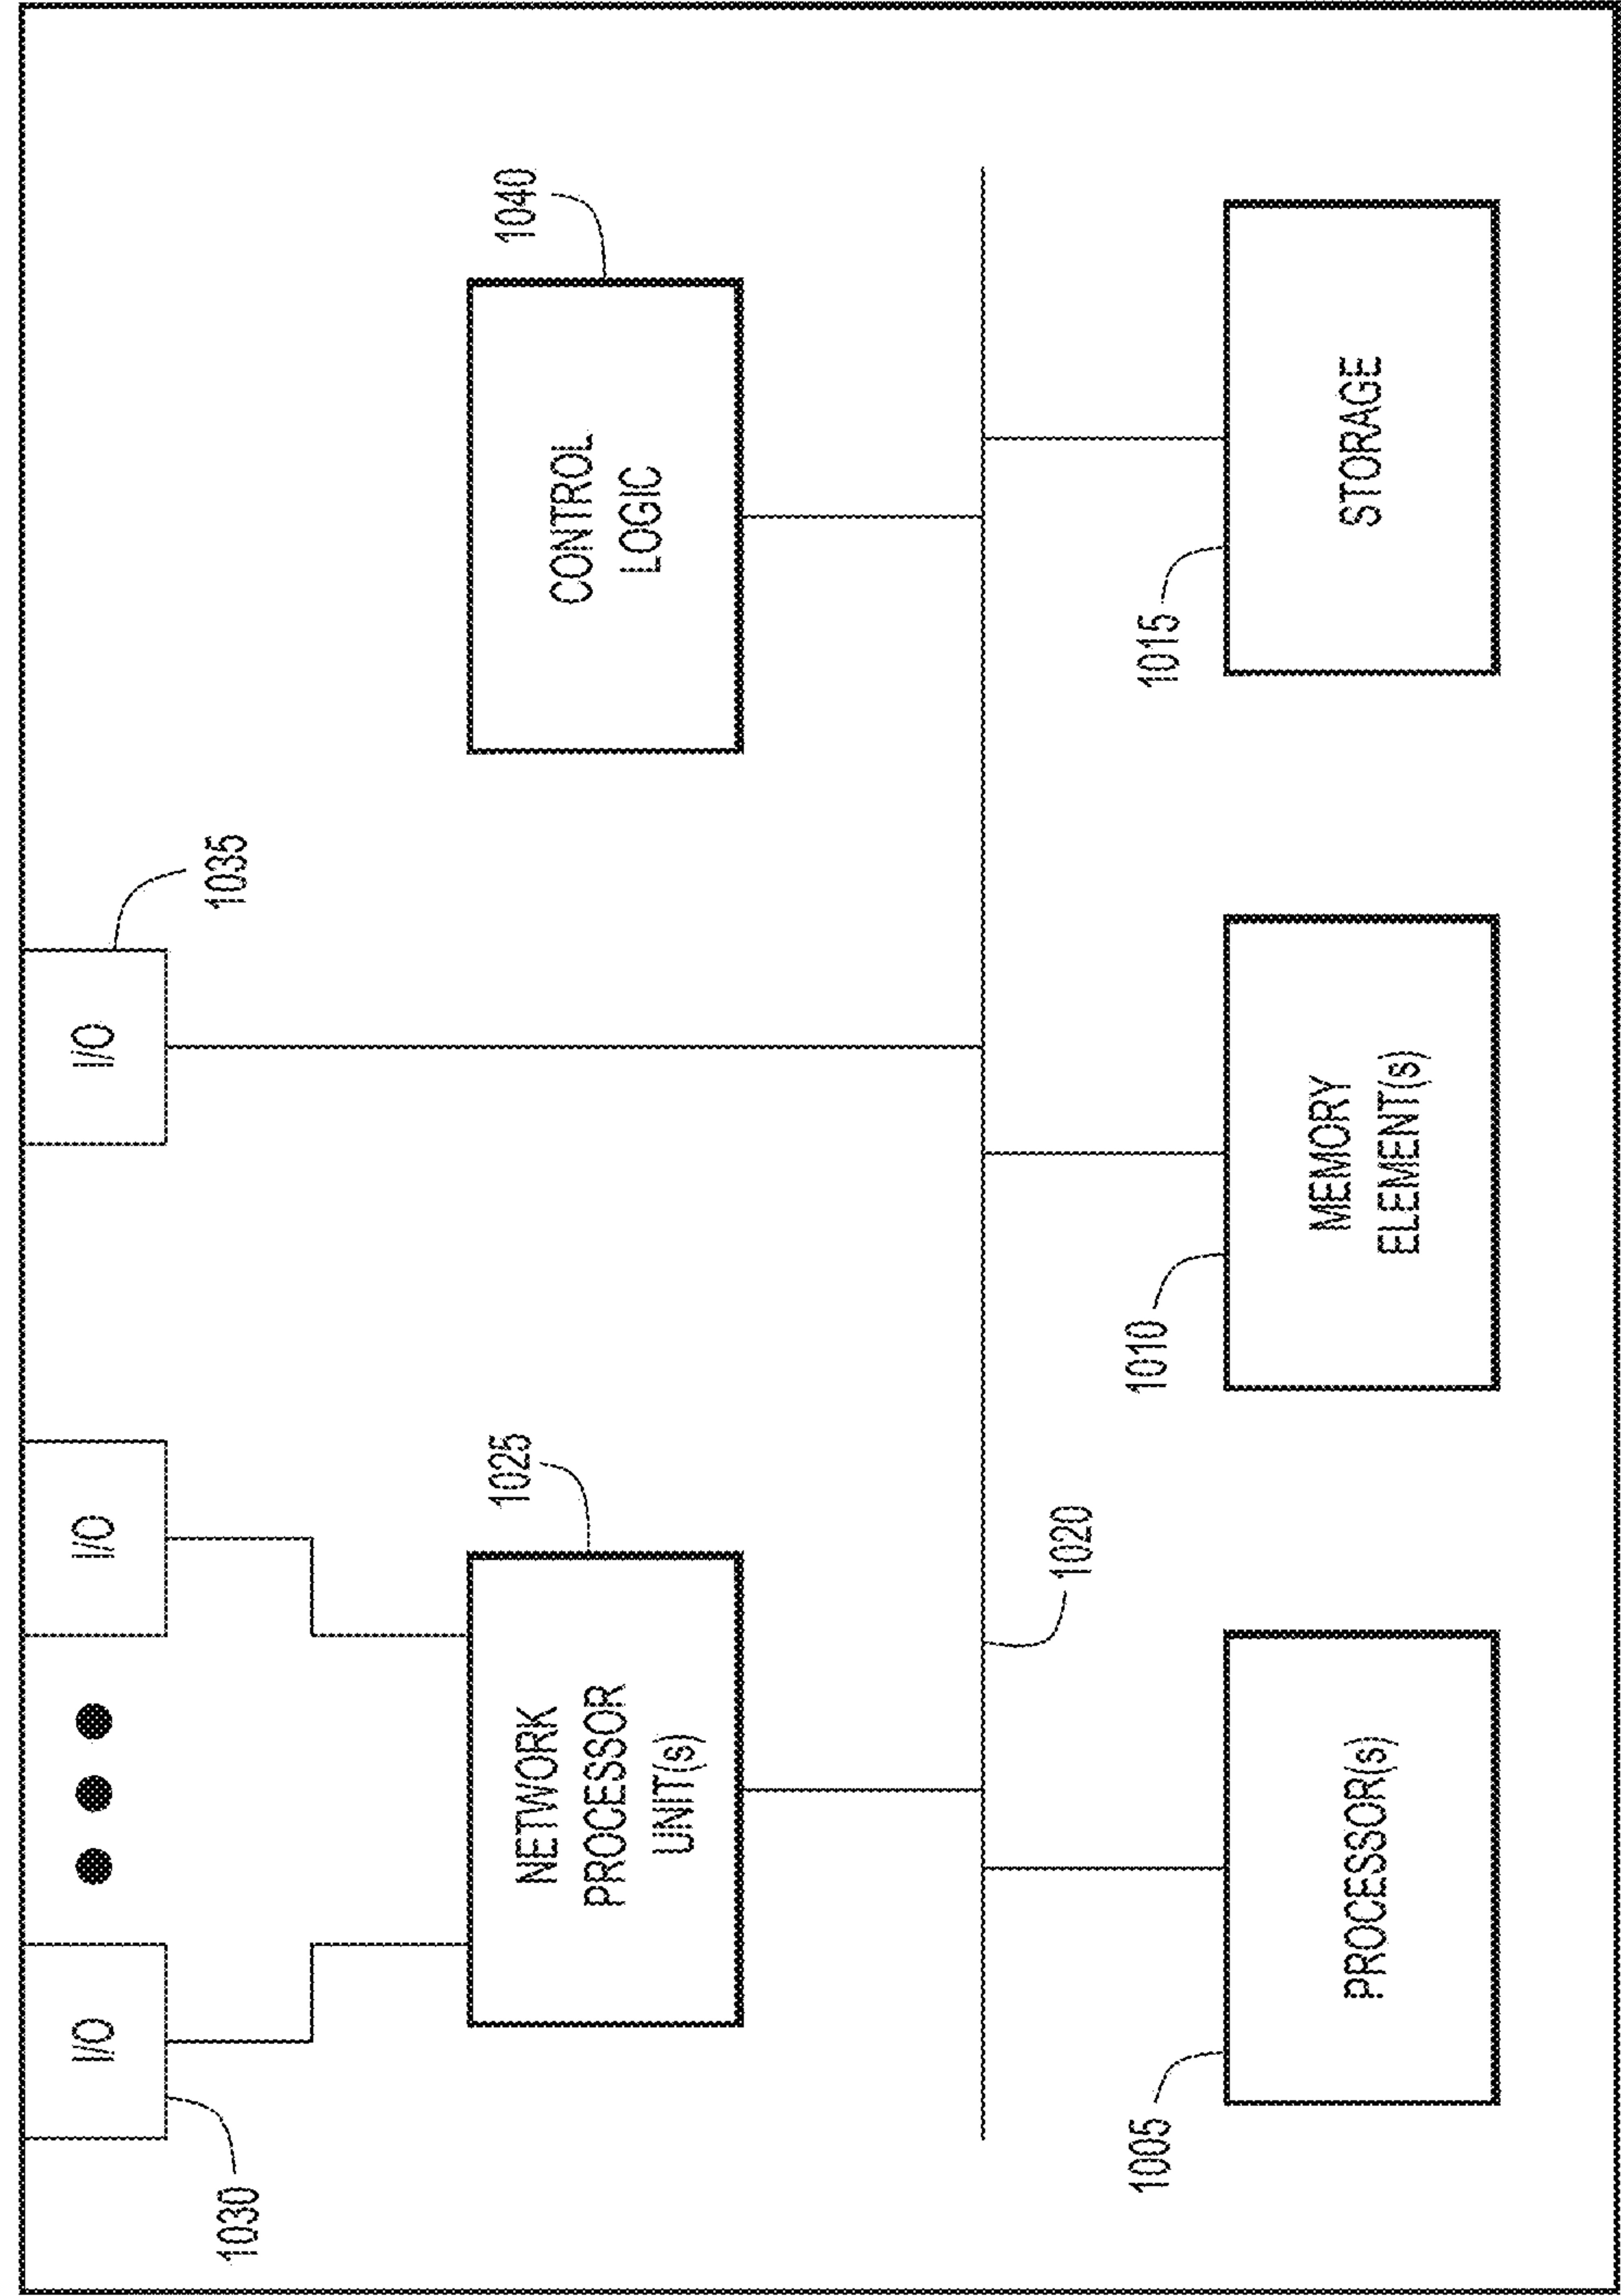 I/O
I/O
I/O
1030
1035
NETWORK
PROCESSOR
UNIT(s)
1025
CONTROL
LOGIC
1040
1020
1005
PROCESSOR(s)
1010
MEMORY
ELEMENT(s)
1015
STORAGE